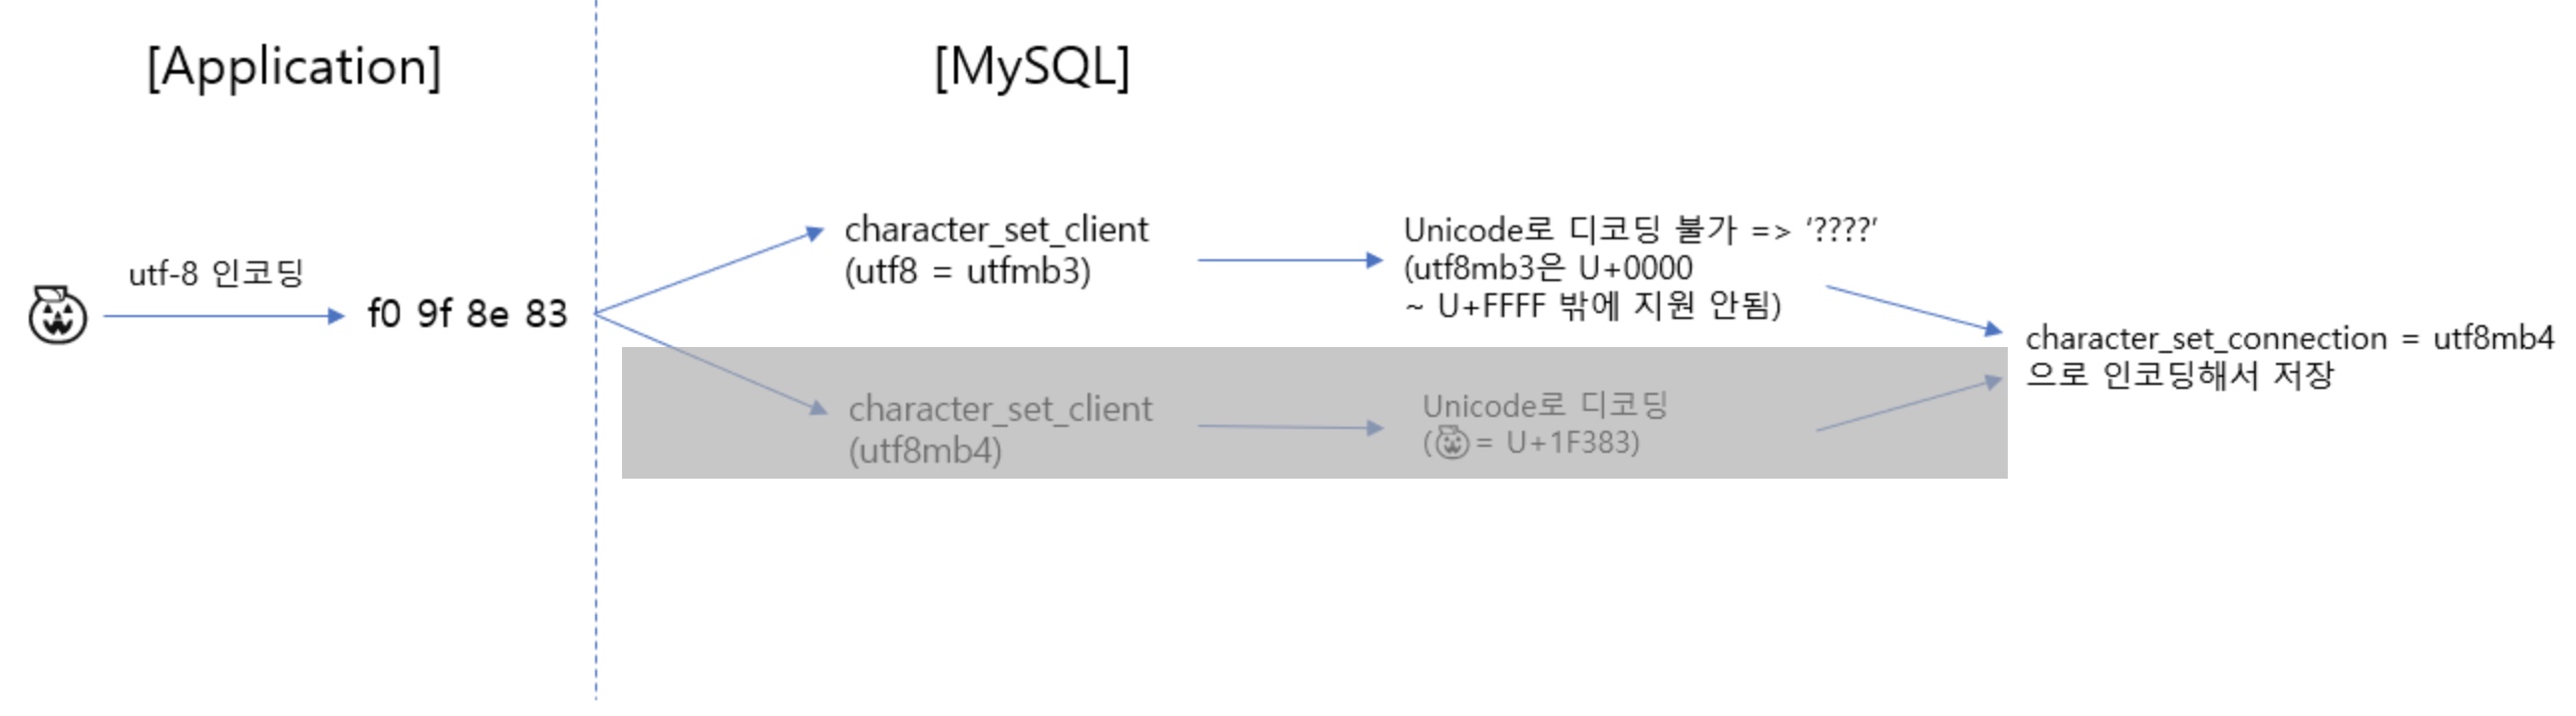 [Application]
[MySQL]
utf-8 인코딩
f0 9f 8e 83
character_set_client
(utf8 = utfmb3)
Unicode로 디코딩 불가 => '????'
(utf8mb3은 U+0000
~ U+FFFF 밖에 지원 안됨)
character_set_client
(utf8mb4)
Unicode로 디코딩
(🎃= U+1F383)
character_set_connection = utf8mb4
으로 인코딩해서 저장